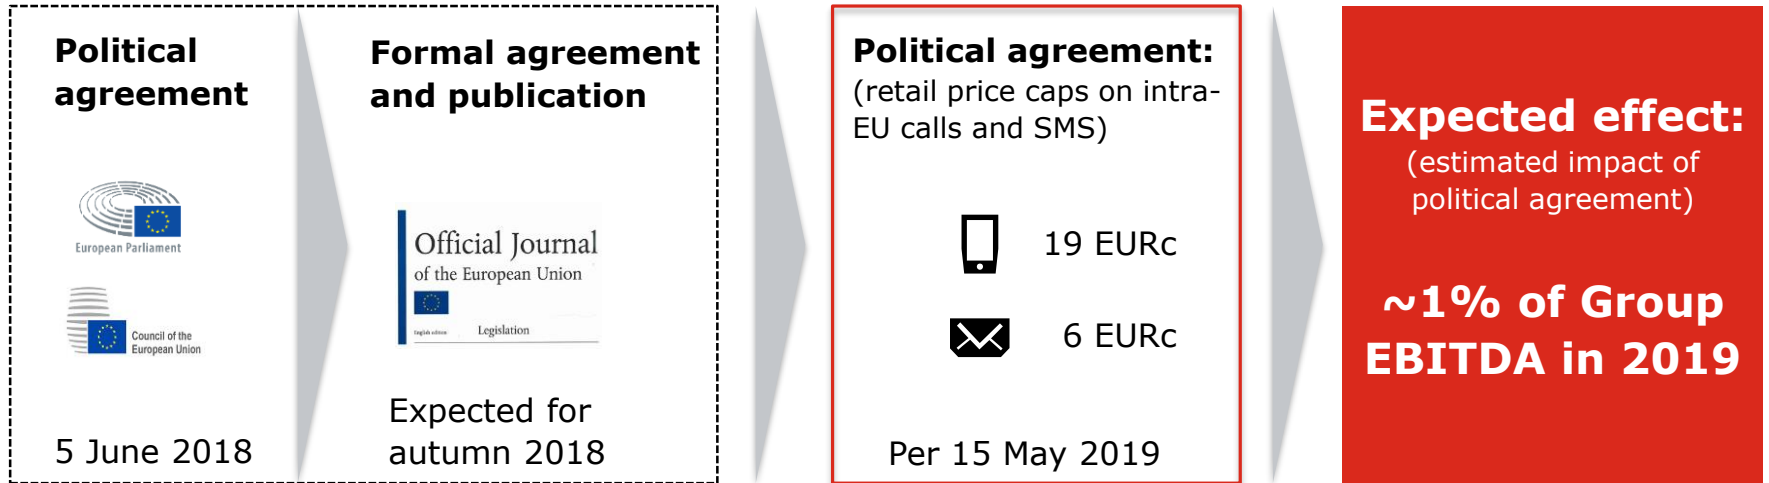 Political
agreement
European Parliament
Council of the
European Union
5 June 2018
Formal agreement
and publication
Official Journal
of the European Union
English edition
Legislation
Expected for
autumn 2018
Political agreement:
(retail price caps on intra-
EU calls and SMS)
19 EURc
6 EURc
Per 15 May 2019
Expected effect:
(estimated impact of
political agreement)
~1% of Group
EBITDA in 2019